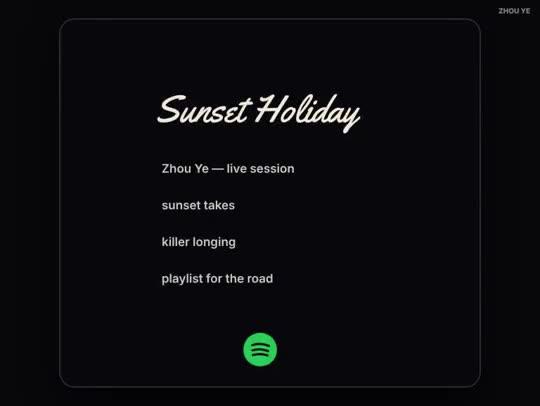 ZHOU YE
Sunset Holiday
Zhou Ye — live session
sunset takes
killer longing
playlist for the road